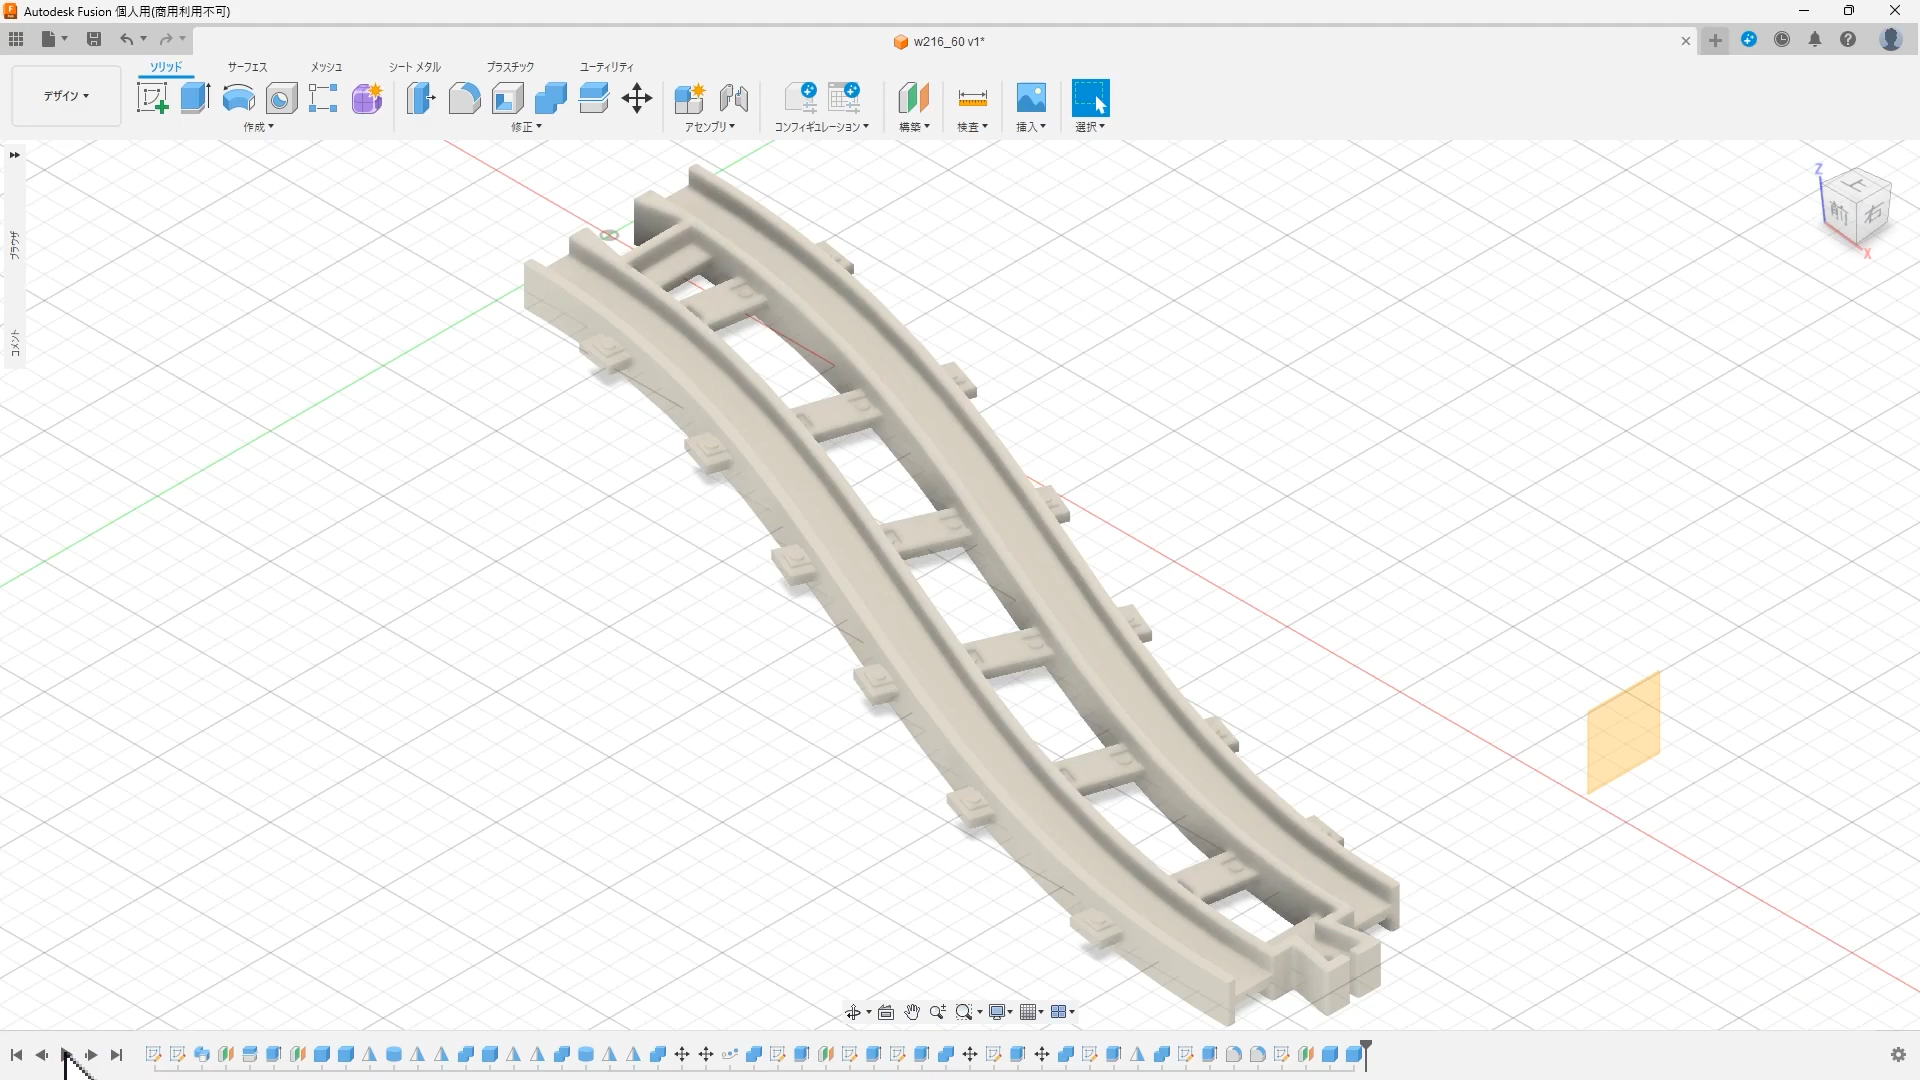 Autodesk Fusion 個人用(商用利用不可)
w216_60 v1*
ソリッド サーフェス メッシュ シート メタル プラスチック ユーティリティ
デザイン
作成 修正 アセンブリ コンフィギュレーション 構築 検査 挿入 選択
ブラウザ
コメント
Z
上
前 右
X